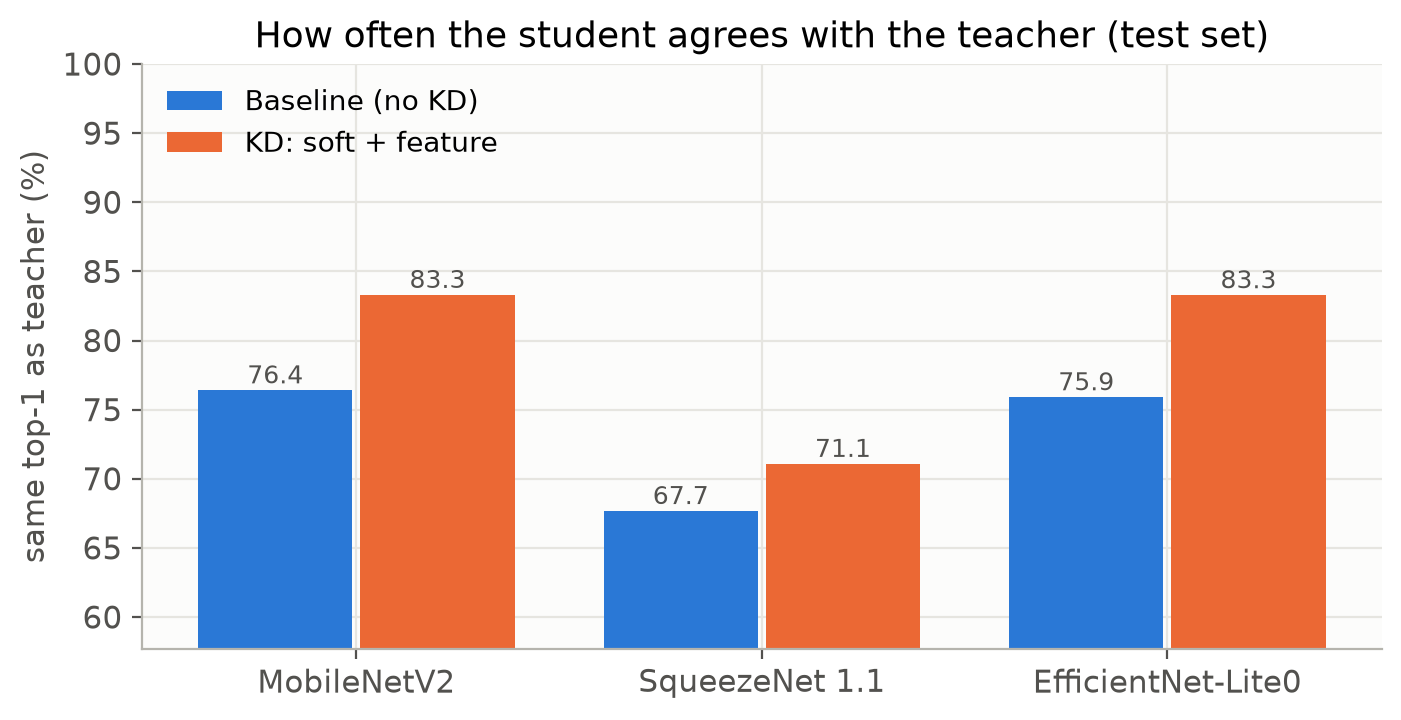 How often the student agrees with the teacher (test set)
same top-1 as teacher (%)
100
95
90
85
80
75
70
65
60
Baseline (no KD)
KD: soft + feature
76.4
83.3
67.7
71.1
75.9
83.3
MobileNetV2
SqueezeNet 1.1
EfficientNet-Lite0